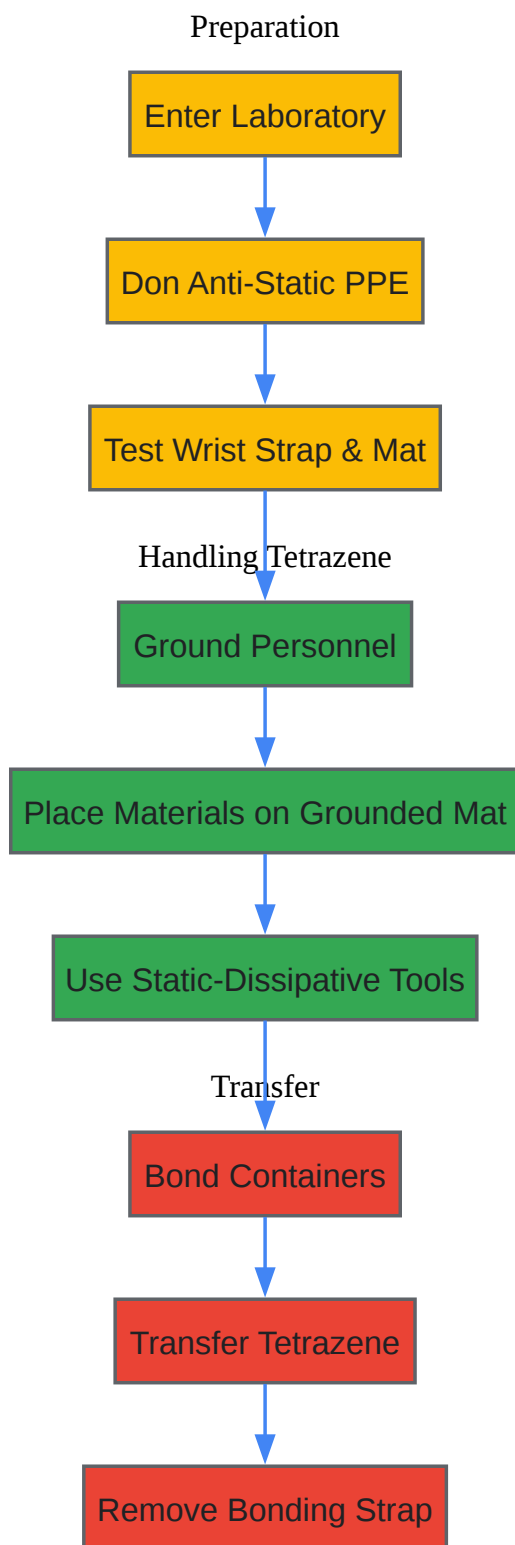 Preparation
Enter Laboratory
Don Anti-Static PPE
Test Wrist Strap & Mat
Handling Tetrazene
Ground Personnel
Place Materials on Grounded Mat
Use Static-Dissipative Tools
Transfer
Bond Containers
Transfer Tetrazene
Remove Bonding Strap